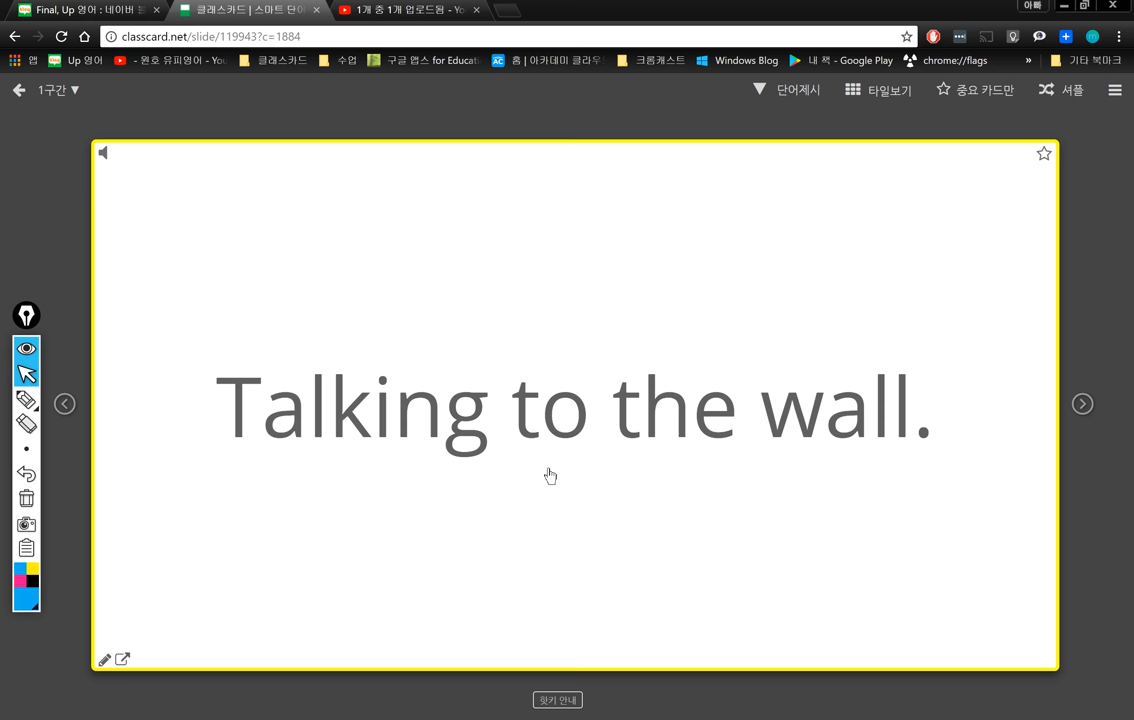 Final, Up 영어 : 네이버 블
클래스카드 | 스마트 단어
1개 중 1개 업로드됨 - Yo
아빠
classcard.net/slide/119943?c=1884
앱
Up 영어
- 원호 유피영어 - You
클래스카드
수업
구글 앱스 for Educati
홈 | 아카데미 클라우드
크롬캐스트
Windows Blog
내 책 - Google Play
chrome://flags
»
기타 북마크
1구간 ▼
▼ 단어제시
타일보기
중요 카드만
셔플
Talking to the wall.
핫키 안내